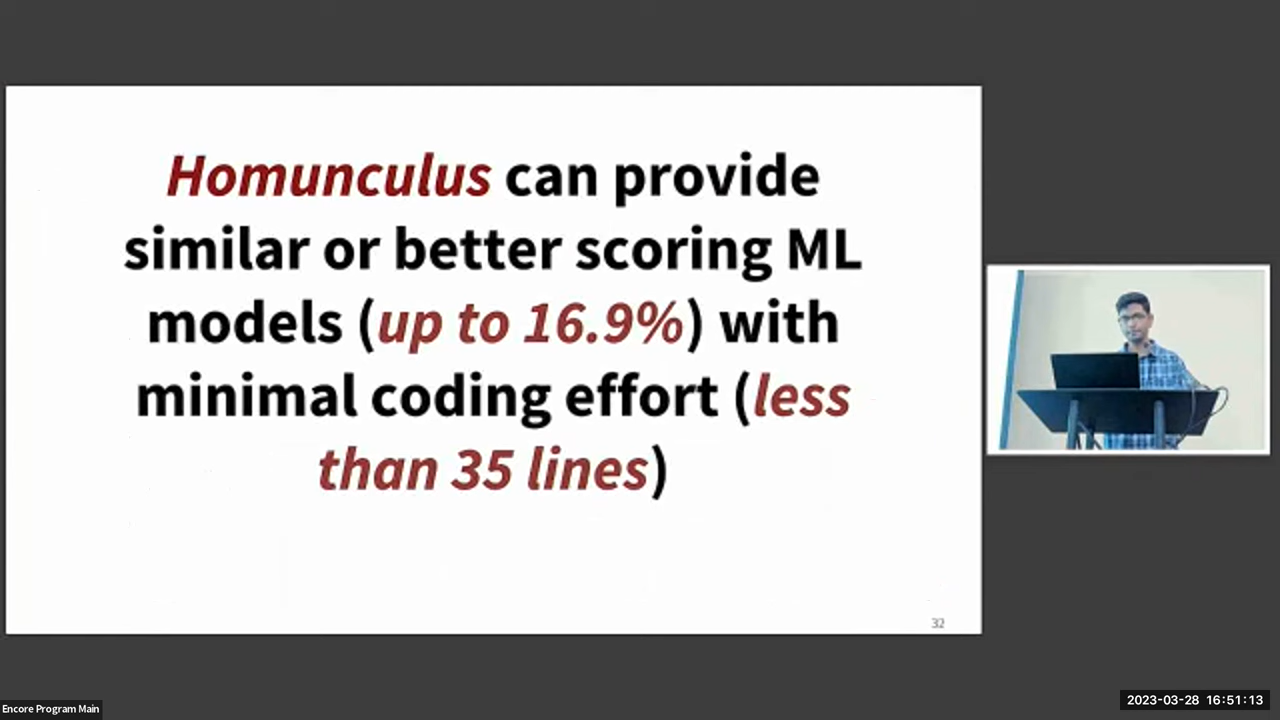 Homunculus can provide
similar or better scoring ML
models (up to 16.9%) with
minimal coding effort (less
than 35 lines)
32
Encore Program Main
2023-03-28 16:51:13